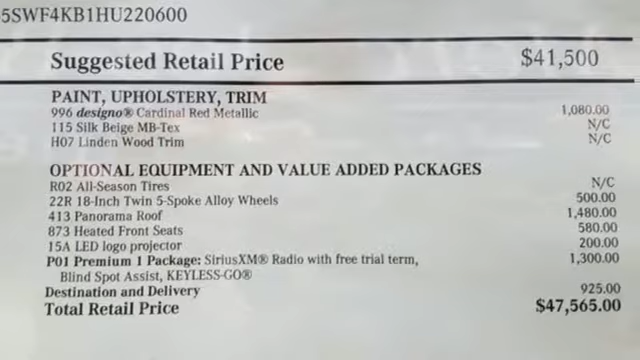 5SWF4KB1HU220600
Suggested Retail Price $41,500
PAINT, UPHOLSTERY, TRIM
996 designo® Cardinal Red Metallic 1,080.00
115 Silk Beige MB-Tex N/C
H07 Linden Wood Trim N/C
OPTIONAL EQUIPMENT AND VALUE ADDED PACKAGES
R02 All-Season Tires N/C
22R 18-Inch Twin 5-Spoke Alloy Wheels 500.00
413 Panorama Roof 1,480.00
873 Heated Front Seats 580.00
15A LED logo projector 200.00
P01 Premium 1 Package: SiriusXM® Radio with free trial term, 1,300.00
Blind Spot Assist, KEYLESS-GO®
Destination and Delivery 925.00
Total Retail Price $47,565.00